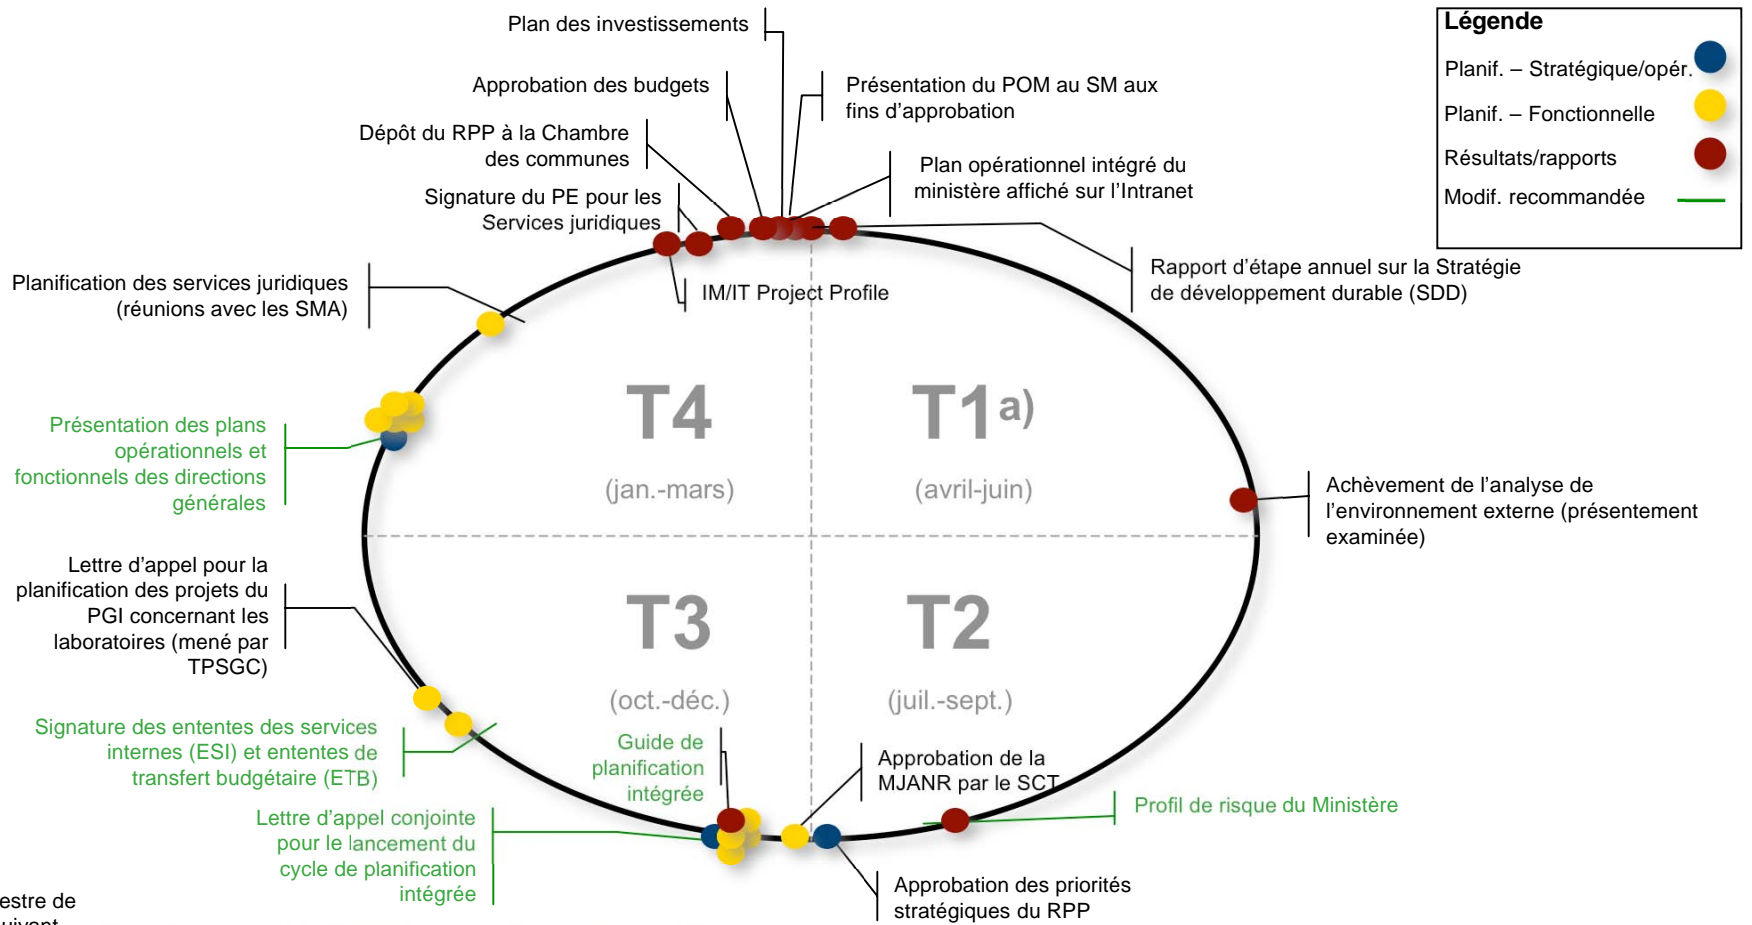 Plan des investissements
Approbation des budgets
Présentation du POM au SM aux
fins d'approbation
Dépôt du RPP à la Chambre
des communes
Plan opérationnel intégré du
ministère affiché sur l'Intranet
Signature du PE pour les
Services juridiques
Légende
Planif. – Stratégique/opér.
Planif. – Fonctionnelle
Résultats/rapports
Modif. recommandée
Planification des services juridiques
(réunions avec les SMA)
IM/IT Project Profile
Rapport d'étape annuel sur la Stratégie
de développement durable (SDD)
T4
(jan.-mars)
T1 a)
(avril-juin)
Présentation des plans
opérationnels et
fonctionnels des directions
générales
Achèvement de l'analyse de
l'environnement externe (présentement
examinée)
Lettre d'appel pour la
planification des projets du
PGI concernant les
laboratoires (mené par
TPSGC)
T3
(oct.-déc.)
T2
(juil.-sept.)
Signature des ententes des services
internes (ESI) et ententes de
transfert budgétaire (ETB)
Guide de
planification
intégrée
Approbation de la
MJANR par le SCT
Profil de risque du Ministère
Lettre d'appel conjointe
pour le lancement du
cycle de planification
intégrée
Approbation des priorités
stratégiques du RPP
estre de